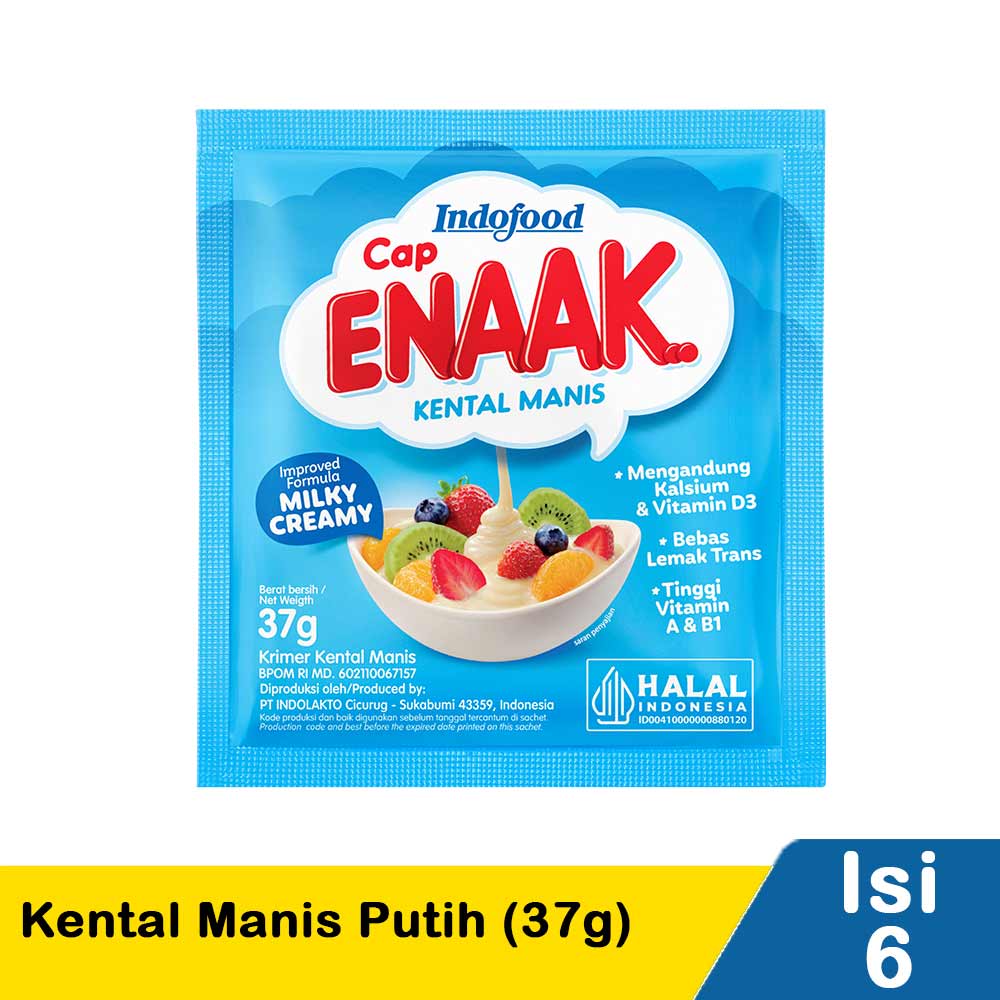 Indofood
Cap
ENAAK...
KENTAL MANIS
Improved
Formula
MILKY
CREAMY
★ Mengandung
Kalsium
& Vitamin D3
★ Bebas
Lemak Trans
★ Tinggi
Vitamin
A & B1
Berat bersih /
Net Weigth
37g
saran penyajian
Krimer Kental Manis
BPOM RI MD. 602110067157
Diproduksi oleh/Produced by:
PT INDOLAKTO Cicurug - Sukabumi 43359, Indonesia
Kode produksi dan baik digunakan sebelum tanggal tercantum di sachet.
Production code and best before the expired date printed on this sachet.
HALAL
INDONESIA
ID00410000000880120
Kental Manis Putih (37g)
Isi
6